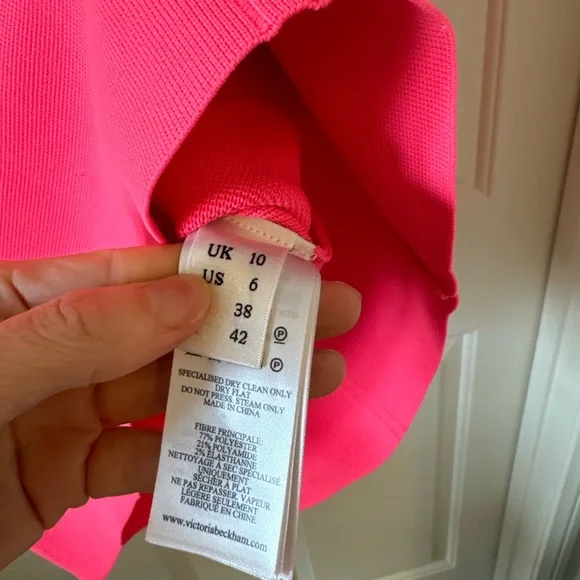 UK 10
US 6
38
42
SPECIALISED DRY CLEAN ONLY
DRY FLAT
DO NOT PRESS. STEAM ONLY
MADE IN CHINA
FIBRE PRINCIPALE:
77% POLYESTER
21% POLYAMIDE
2% ELASTHANNE
NETTOYAGE À SEC SPÉCIALISÉ
UNIQUEMENT
SÉCHER À PLAT
NE PAS REPASSER. VAPEUR
LÉGÈRE SEULEMENT
FABRIQUÉ EN CHINE
www.victoriabeckham.com